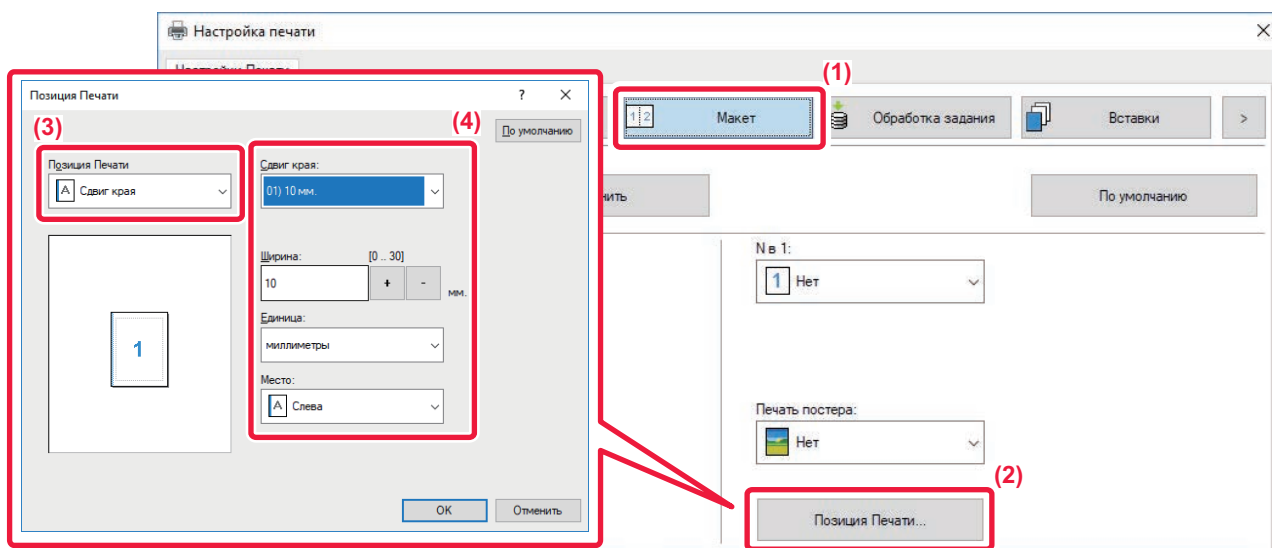 Настройка печати
Позиция Печати
? ×
(3)
(4)
По умолчанию
Позиция Печати
A Сдвиг края
Сдвиг края:
01) 10 мм.
Ширина: [0 .. 30]
10 + - мм.
Единица:
миллиметры
Место:
A Слева
1
OK Отменить
(1)
1 2 Макет
Обработка задания
Вставки
>
По умолчанию
N в 1:
1 Нет
Печать постера:
Нет
(2)
Позиция Печати...